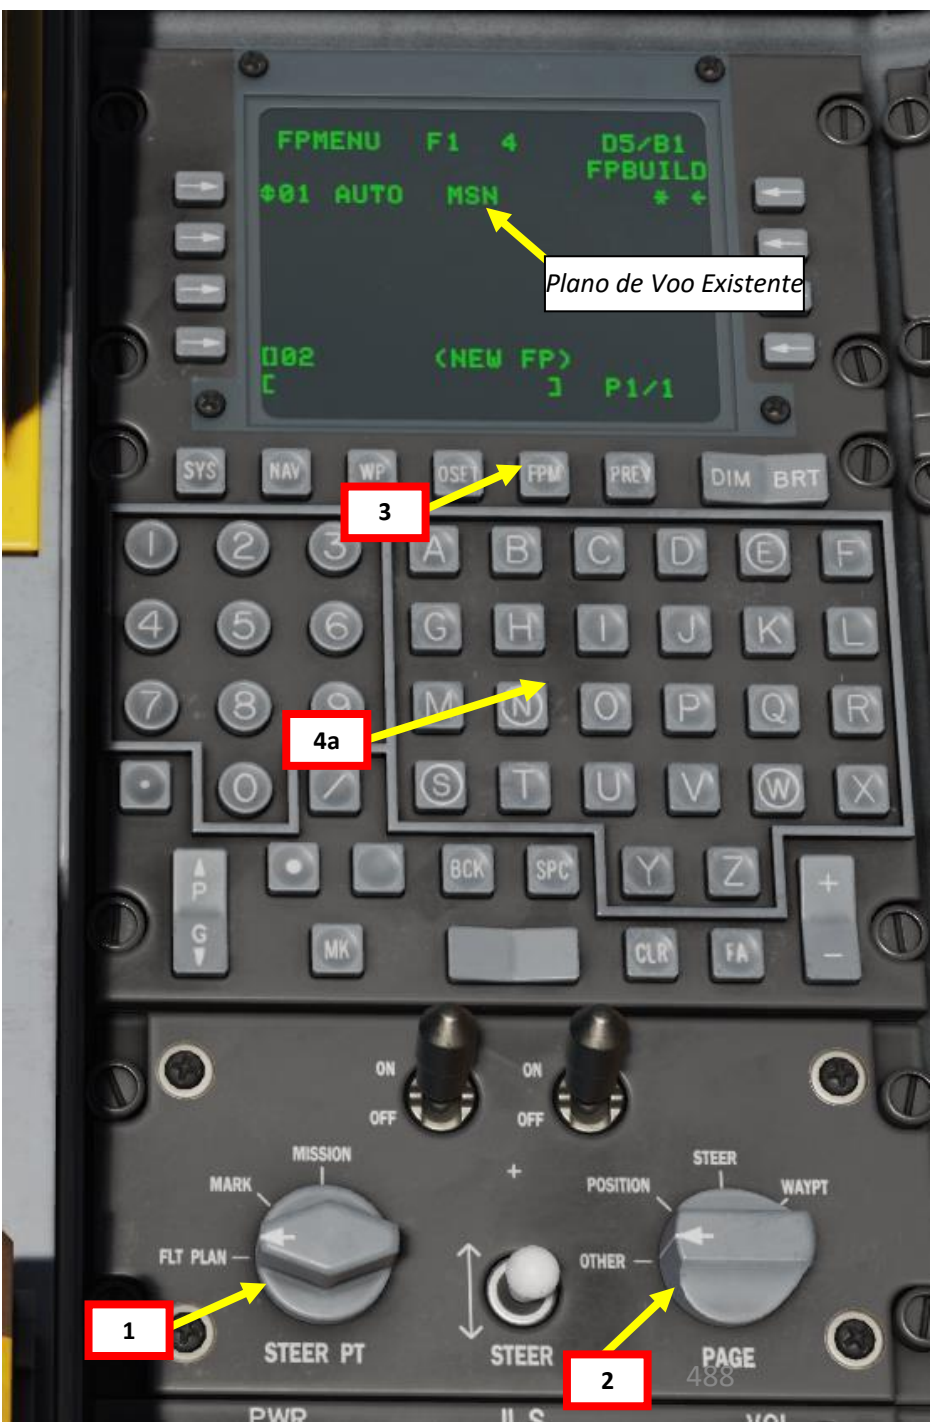 FPMENU F1 4 D5/B1
FPBUILD
01 AUTO MSN * ←
Plano de Voo Existente
[]02 (NEW FP)
[ ] P1/1
SYS NAV WP OSET FPM PREV DIM BRT
3
1 2 3 A B C D E F
4 5 6 G H I J K L
7 8 9 M N O P Q R
4a
0 / S T U V W X
P
G
BCK SPC Y Z +
MK CLR FA -
ON ON
OFF OFF
MISSION
MARK
FLT PLAN
STEER
POSITION WAYPT
OTHER
1
STEER PT STEER PAGE
2
488
PWR ILS VOL